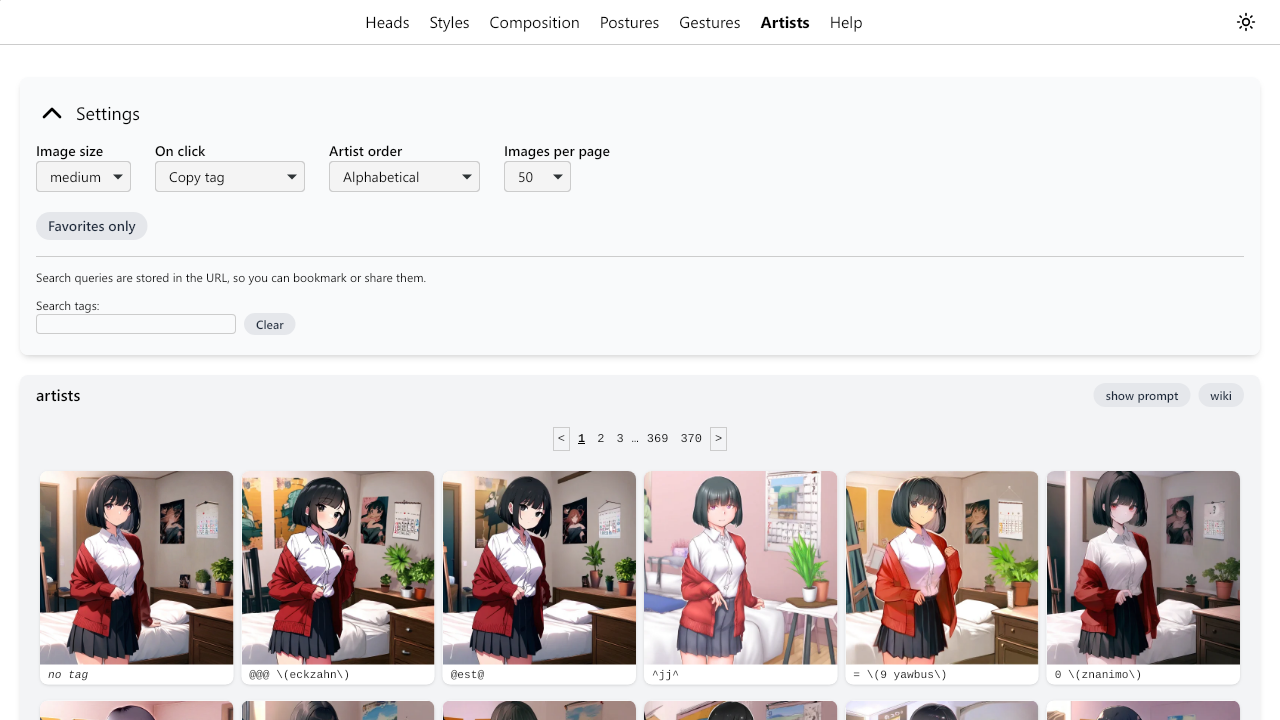 Heads Styles Composition Postures Gestures Artists Help
Settings
Image size On click Artist order Images per page
medium Copy tag Alphabetical 50
Favorites only
Search queries are stored in the URL, so you can bookmark or share them.
Search tags:
Clear
artists show prompt wiki
< 1 2 3 … 369 370 >
no tag @@@ \(eckzahn\) @est@ ^jj^ = \(9 yawbus\) 0 \(znanimo\)